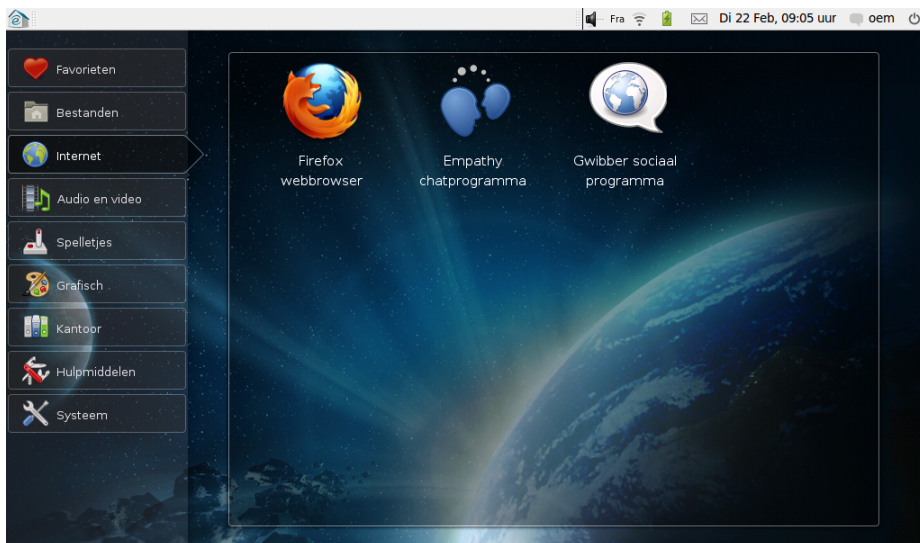 Fra
Di 22 Feb, 09:05 uur
oem
Favorieten
Bestanden
Internet
Audio en video
Spelletjes
Grafisch
Kantoor
Hulpmiddelen
Systeem
Firefox
webbrowser
Empathy
chatprogramma
Gwibber sociaal
programma